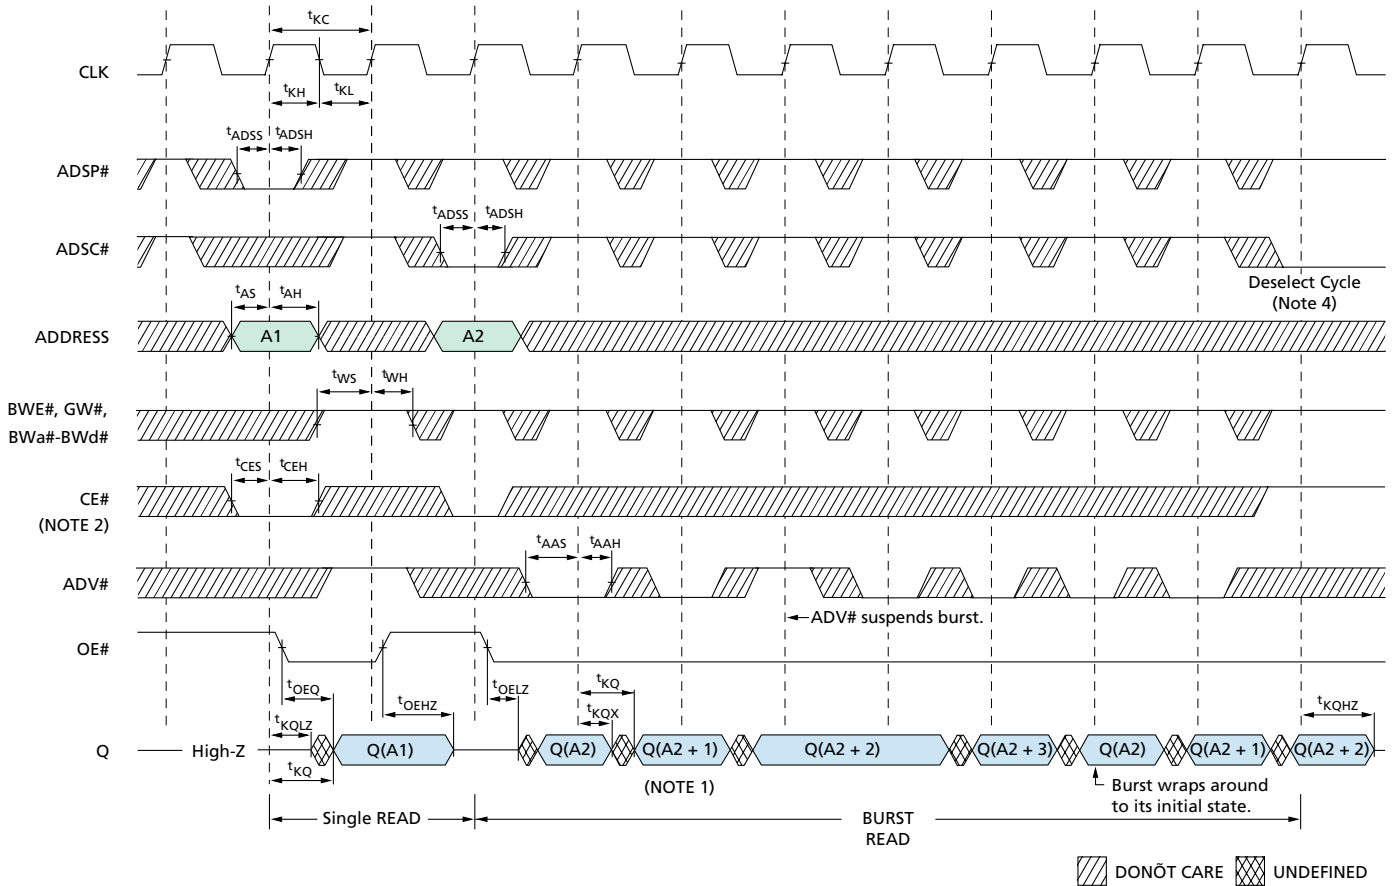 tKC
CLK
tKH
tKL
tADSS
tADSH
ADSP#
tADSS
tADSH
ADSC#
Deselect Cycle
(Note 4)
tAS
tAH
ADDRESS
A1
A2
tWS
tWH
BWE#, GW#,
BWa#-BWd#
tCES
tCEH
CE#
(NOTE 2)
tAAS
tAAH
ADV#
ADV# suspends burst.
OE#
tOEQ
tOEHZ
tOELZ
tKQ
tKQLZ
tKQX
tKQHZ
Q
High-Z
Q(A1)
Q(A2)
Q(A2 + 1)
Q(A2 + 2)
Q(A2 + 3)
Q(A2)
Q(A2 + 1)
Q(A2 + 2)
tKQ
(NOTE 1)
Burst wraps around
to its initial state.
Single READ
BURST
READ
DONÕT CARE
UNDEFINED